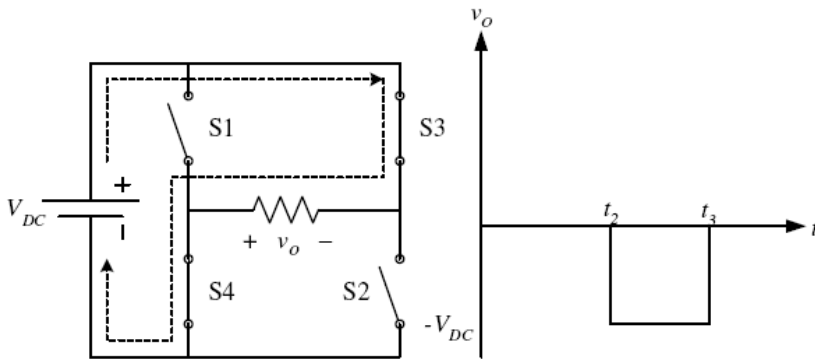 v_O
S1
S3
+
V_DC
t_2
t_3
t
+ v_o −
S4
S2
-V_DC